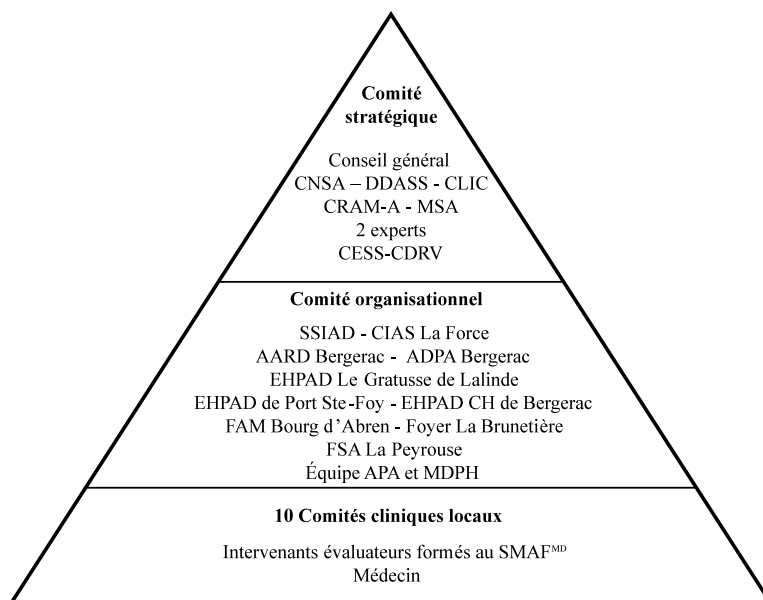 Comité
stratégique
Conseil général
CNSA – DDASS - CLIC
CRAM-A - MSA
2 experts
CESS-CDRV
Comité organisationnel
SSIAD - CIAS La Force
AARD Bergerac - ADPA Bergerac
EHPAD Le Gratusse de Lalinde
EHPAD de Port Ste-Foy - EHPAD CH de Bergerac
FAM Bourg d’Abren - Foyer La Brunetière
FSA La Peyrouse
Équipe APA et MDPH
10 Comités cliniques locaux
Intervenants évaluateurs formés au SMAFᴹᴰ
Médecin